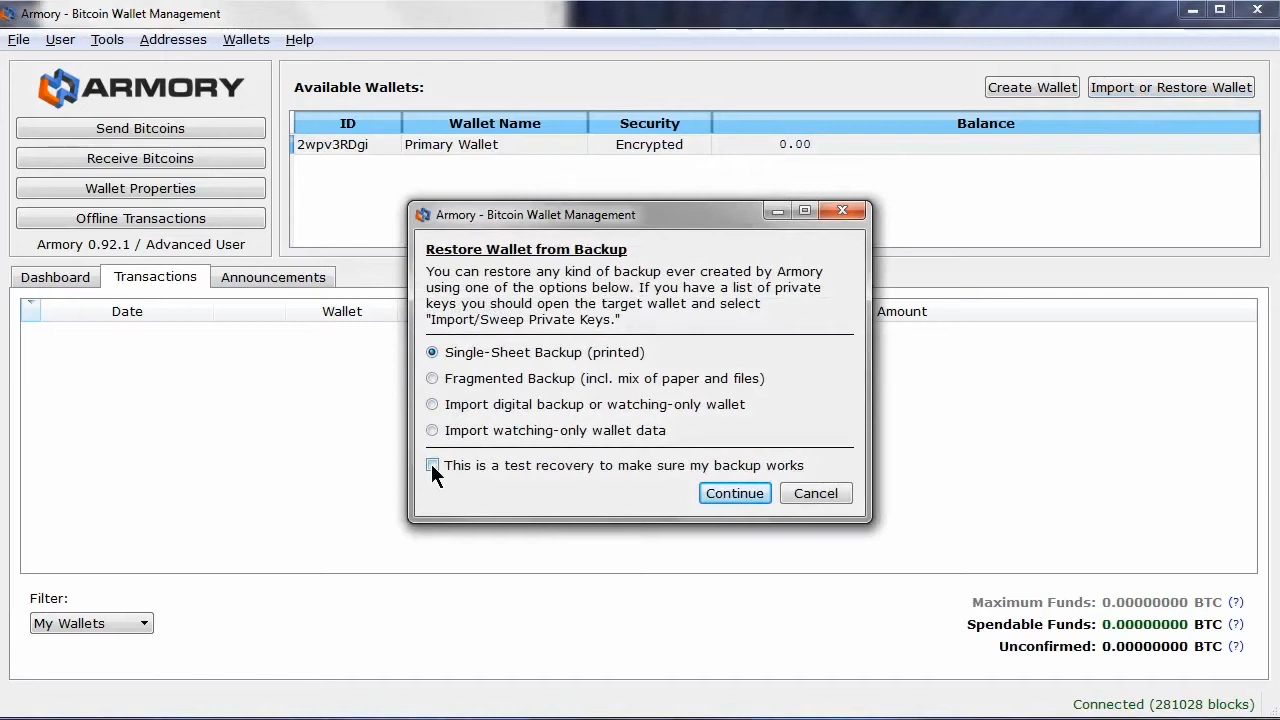 Armory - Bitcoin Wallet Management
File User Tools Addresses Wallets Help
ARMORY
Send Bitcoins
Receive Bitcoins
Wallet Properties
Offline Transactions
Armory 0.92.1 / Advanced User
Available Wallets:
Create Wallet
Import or Restore Wallet
ID Wallet Name Security Balance
2wpv3RDgi Primary Wallet Encrypted 0.00
Armory - Bitcoin Wallet Management
Restore Wallet from Backup
You can restore any kind of backup ever created by Armory
using one of the options below. If you have a list of private
keys you should open the target wallet and select
"Import/Sweep Private Keys."
Single-Sheet Backup (printed)
Fragmented Backup (incl. mix of paper and files)
Import digital backup or watching-only wallet
Import watching-only wallet data
This is a test recovery to make sure my backup works
Continue
Cancel
Dashboard Transactions Announcements
Date Wallet Amount
Filter:
My Wallets
Maximum Funds: 0.00000000 BTC (?)
Spendable Funds: 0.00000000 BTC (?)
Unconfirmed: 0.00000000 BTC (?)
Connected (281028 blocks)